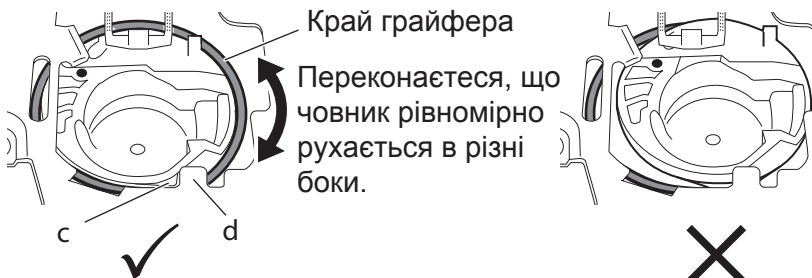 Край грайфера
Переконаєтеся, що
човник рівномірно
рухається в різні
боки.
c
d